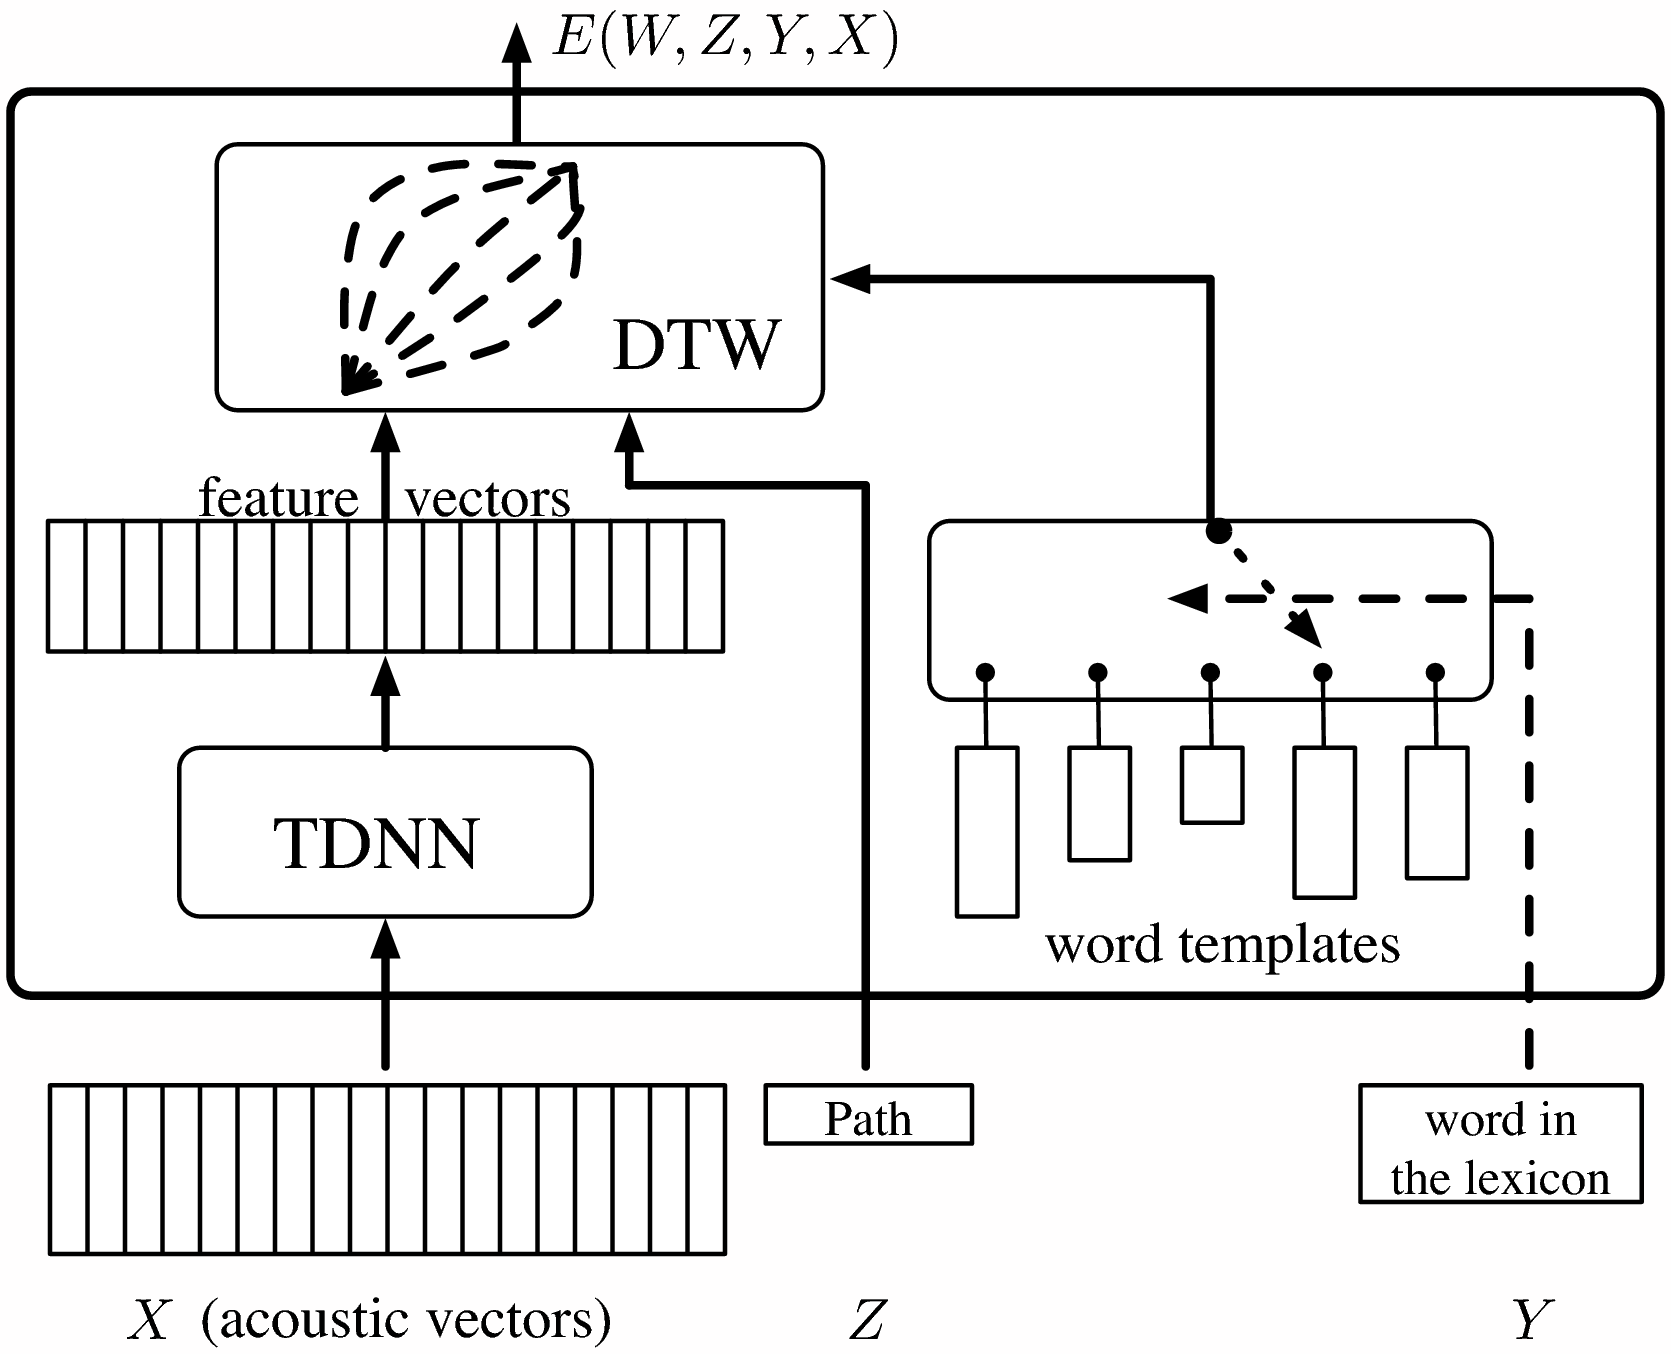 E(W, Z, Y, X)
DTW
feature vectors
TDNN
word templates
Path
word in
the lexicon
X (acoustic vectors)
Z
Y